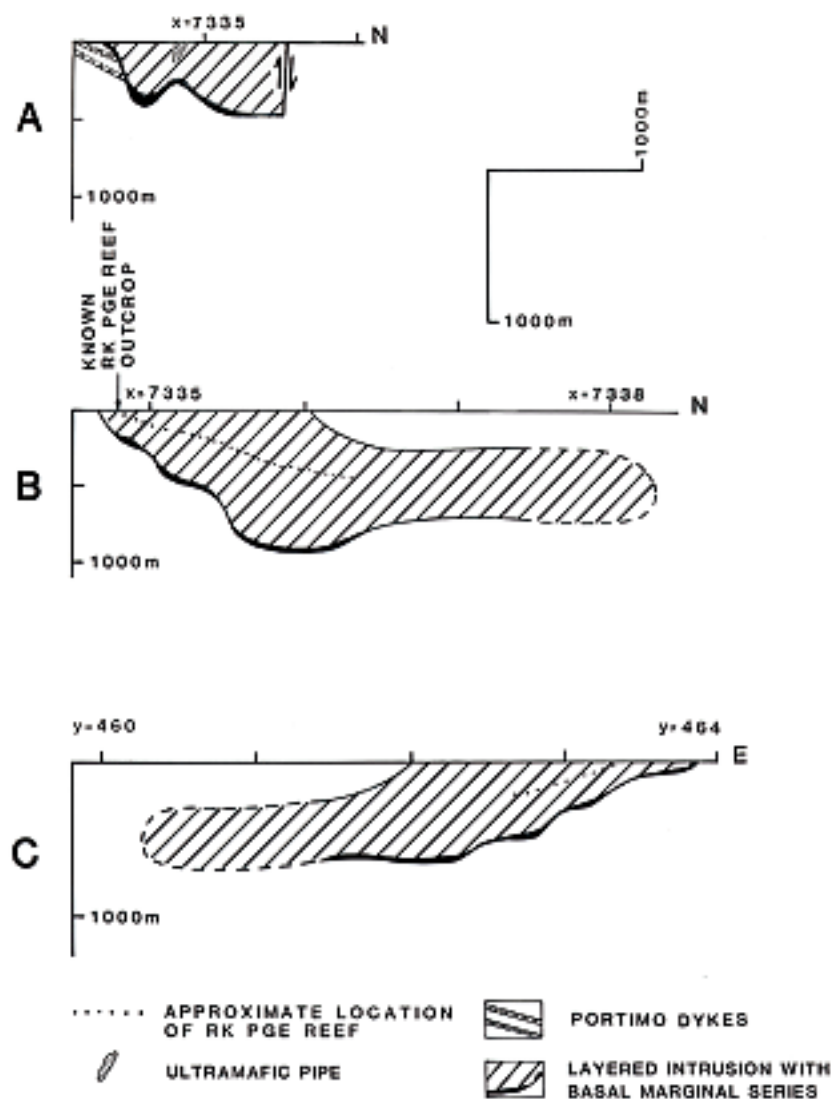 x=7335
N
A
1000m
1000m
1000m
KNOWN
RK PGE REEF
OUTCROP
x=7335
x=7338
N
B
1000m
y=460
y=464
E
C
1000m
APPROXIMATE LOCATION
OF RK PGE REEF
PORTIMO DYKES
ULTRAMAFIC PIPE
LAYERED INTRUSION WITH
BASAL MARGINAL SERIES